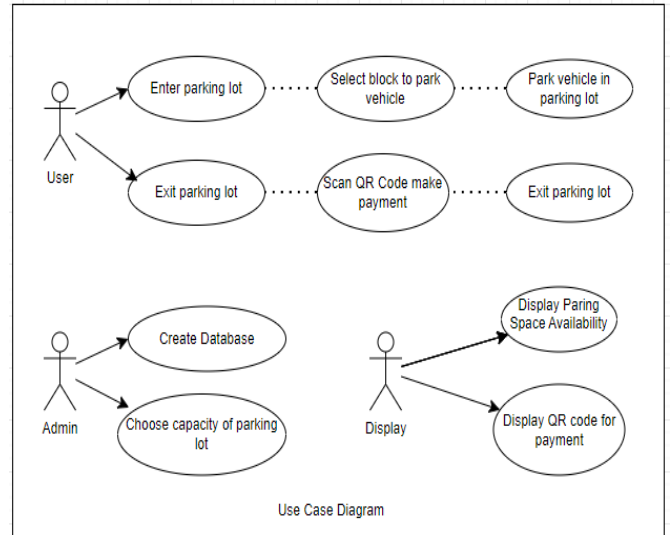 Enter parking lot
Select block to park
vehicle
Park vehicle in
parking lot
User
Exit parking lot
Scan QR Code make
payment
Exit parking lot
Create Database
Display Paring
Space Availability
Admin
Choose capacity of parking
lot
Display
Display QR code for
payment
Use Case Diagram